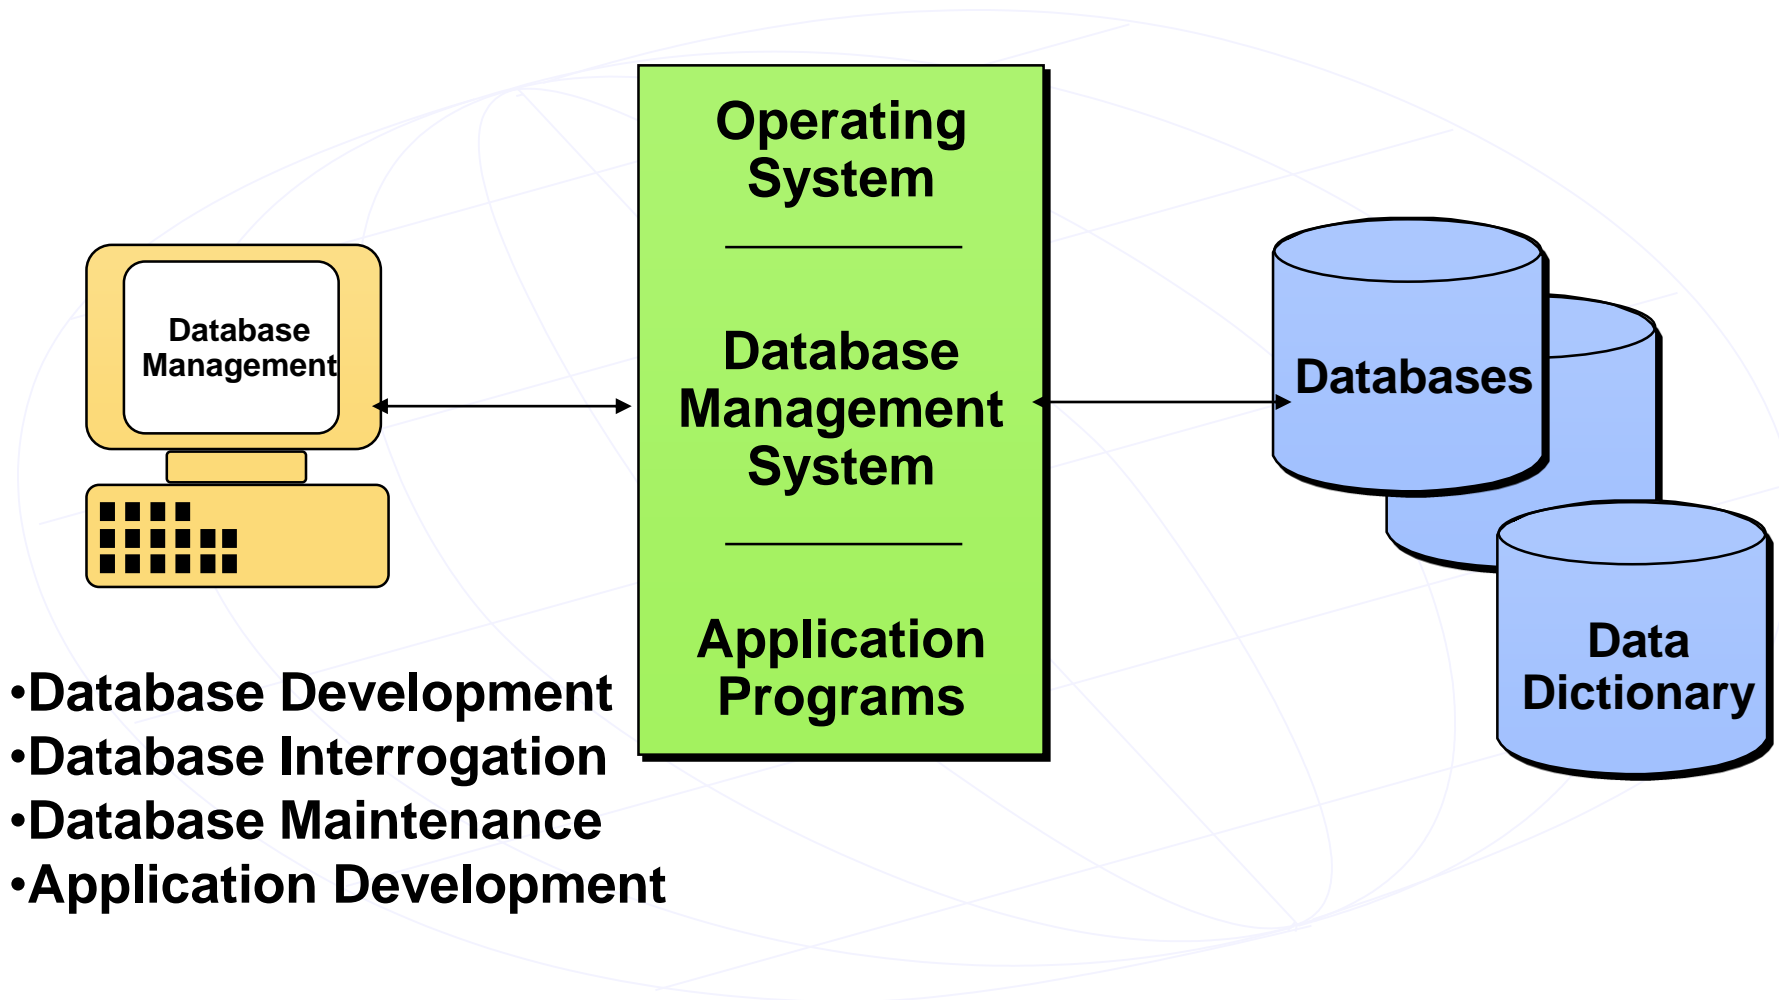 Database
Management
•Database Development
•Database Interrogation
•Database Maintenance
•Application Development
Operating
System
Database
Management
System
Application
Programs
Databases
Data
Dictionary